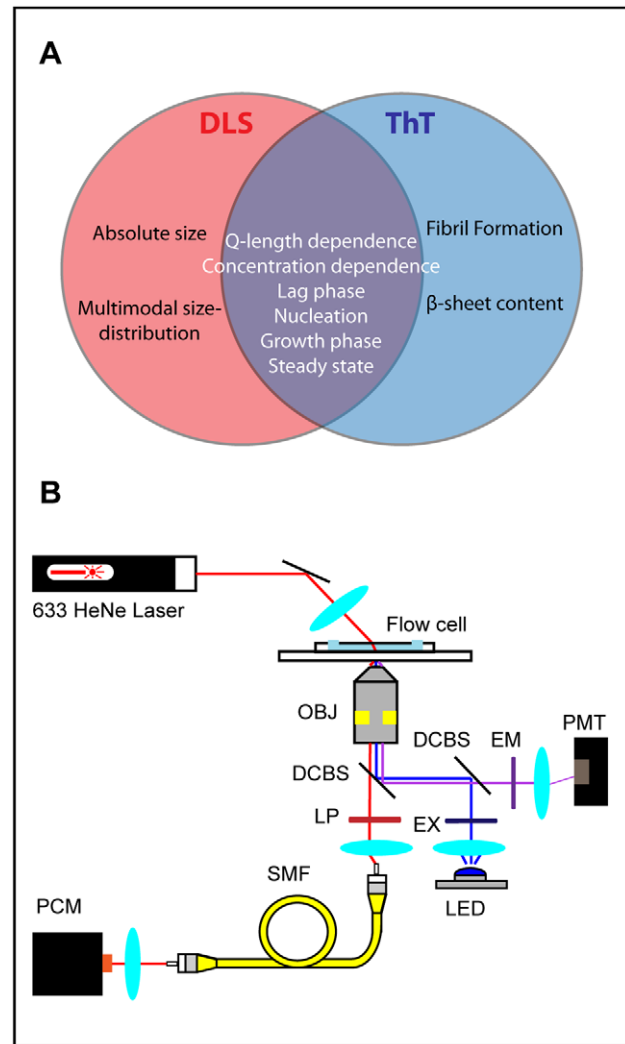 A
DLS
ThT
Absolute size
Multimodal size-
distribution
Q-length dependence
Concentration dependence
Lag phase
Nucleation
Growth phase
Steady state
Fibril Formation
β-sheet content
B
633 HeNe Laser
Flow cell
OBJ
DCBS
EM
PMT
DCBS
LP
EX
SMF
LED
PCM